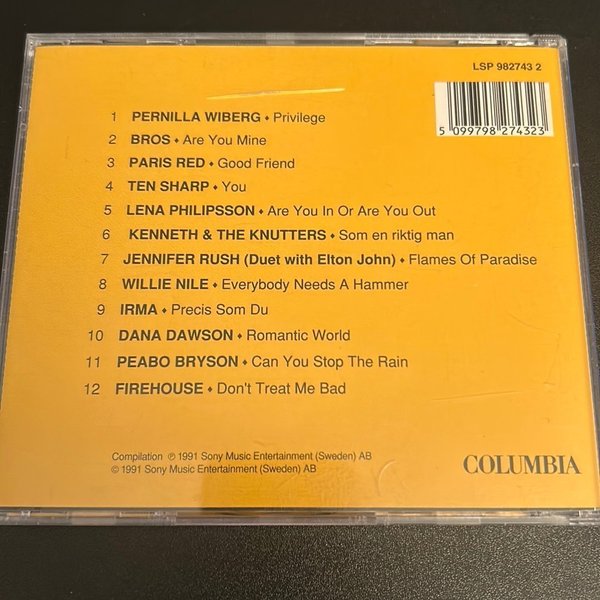 LSP 982743 2
5 099798 274323
1 PERNILLA WIBERG ♦ Privilege
2 BROS ♦ Are You Mine
3 PARIS RED ♦ Good Friend
4 TEN SHARP ♦ You
5 LENA PHILIPSSON ♦ Are You In Or Are You Out
6 KENNETH & THE KNUTTERS ♦ Som en riktig man
7 JENNIFER RUSH (Duet with Elton John) ♦ Flames Of Paradise
8 WILLIE NILE ♦ Everybody Needs A Hammer
9 IRMA ♦ Precis Som Du
10 DANA DAWSON ♦ Romantic World
11 PEABO BRYSON ♦ Can You Stop The Rain
12 FIREHOUSE ♦ Don't Treat Me Bad
Compilation ℗ 1991 Sony Music Entertainment (Sweden) AB
© 1991 Sony Music Entertainment (Sweden) AB
COLUMBIA